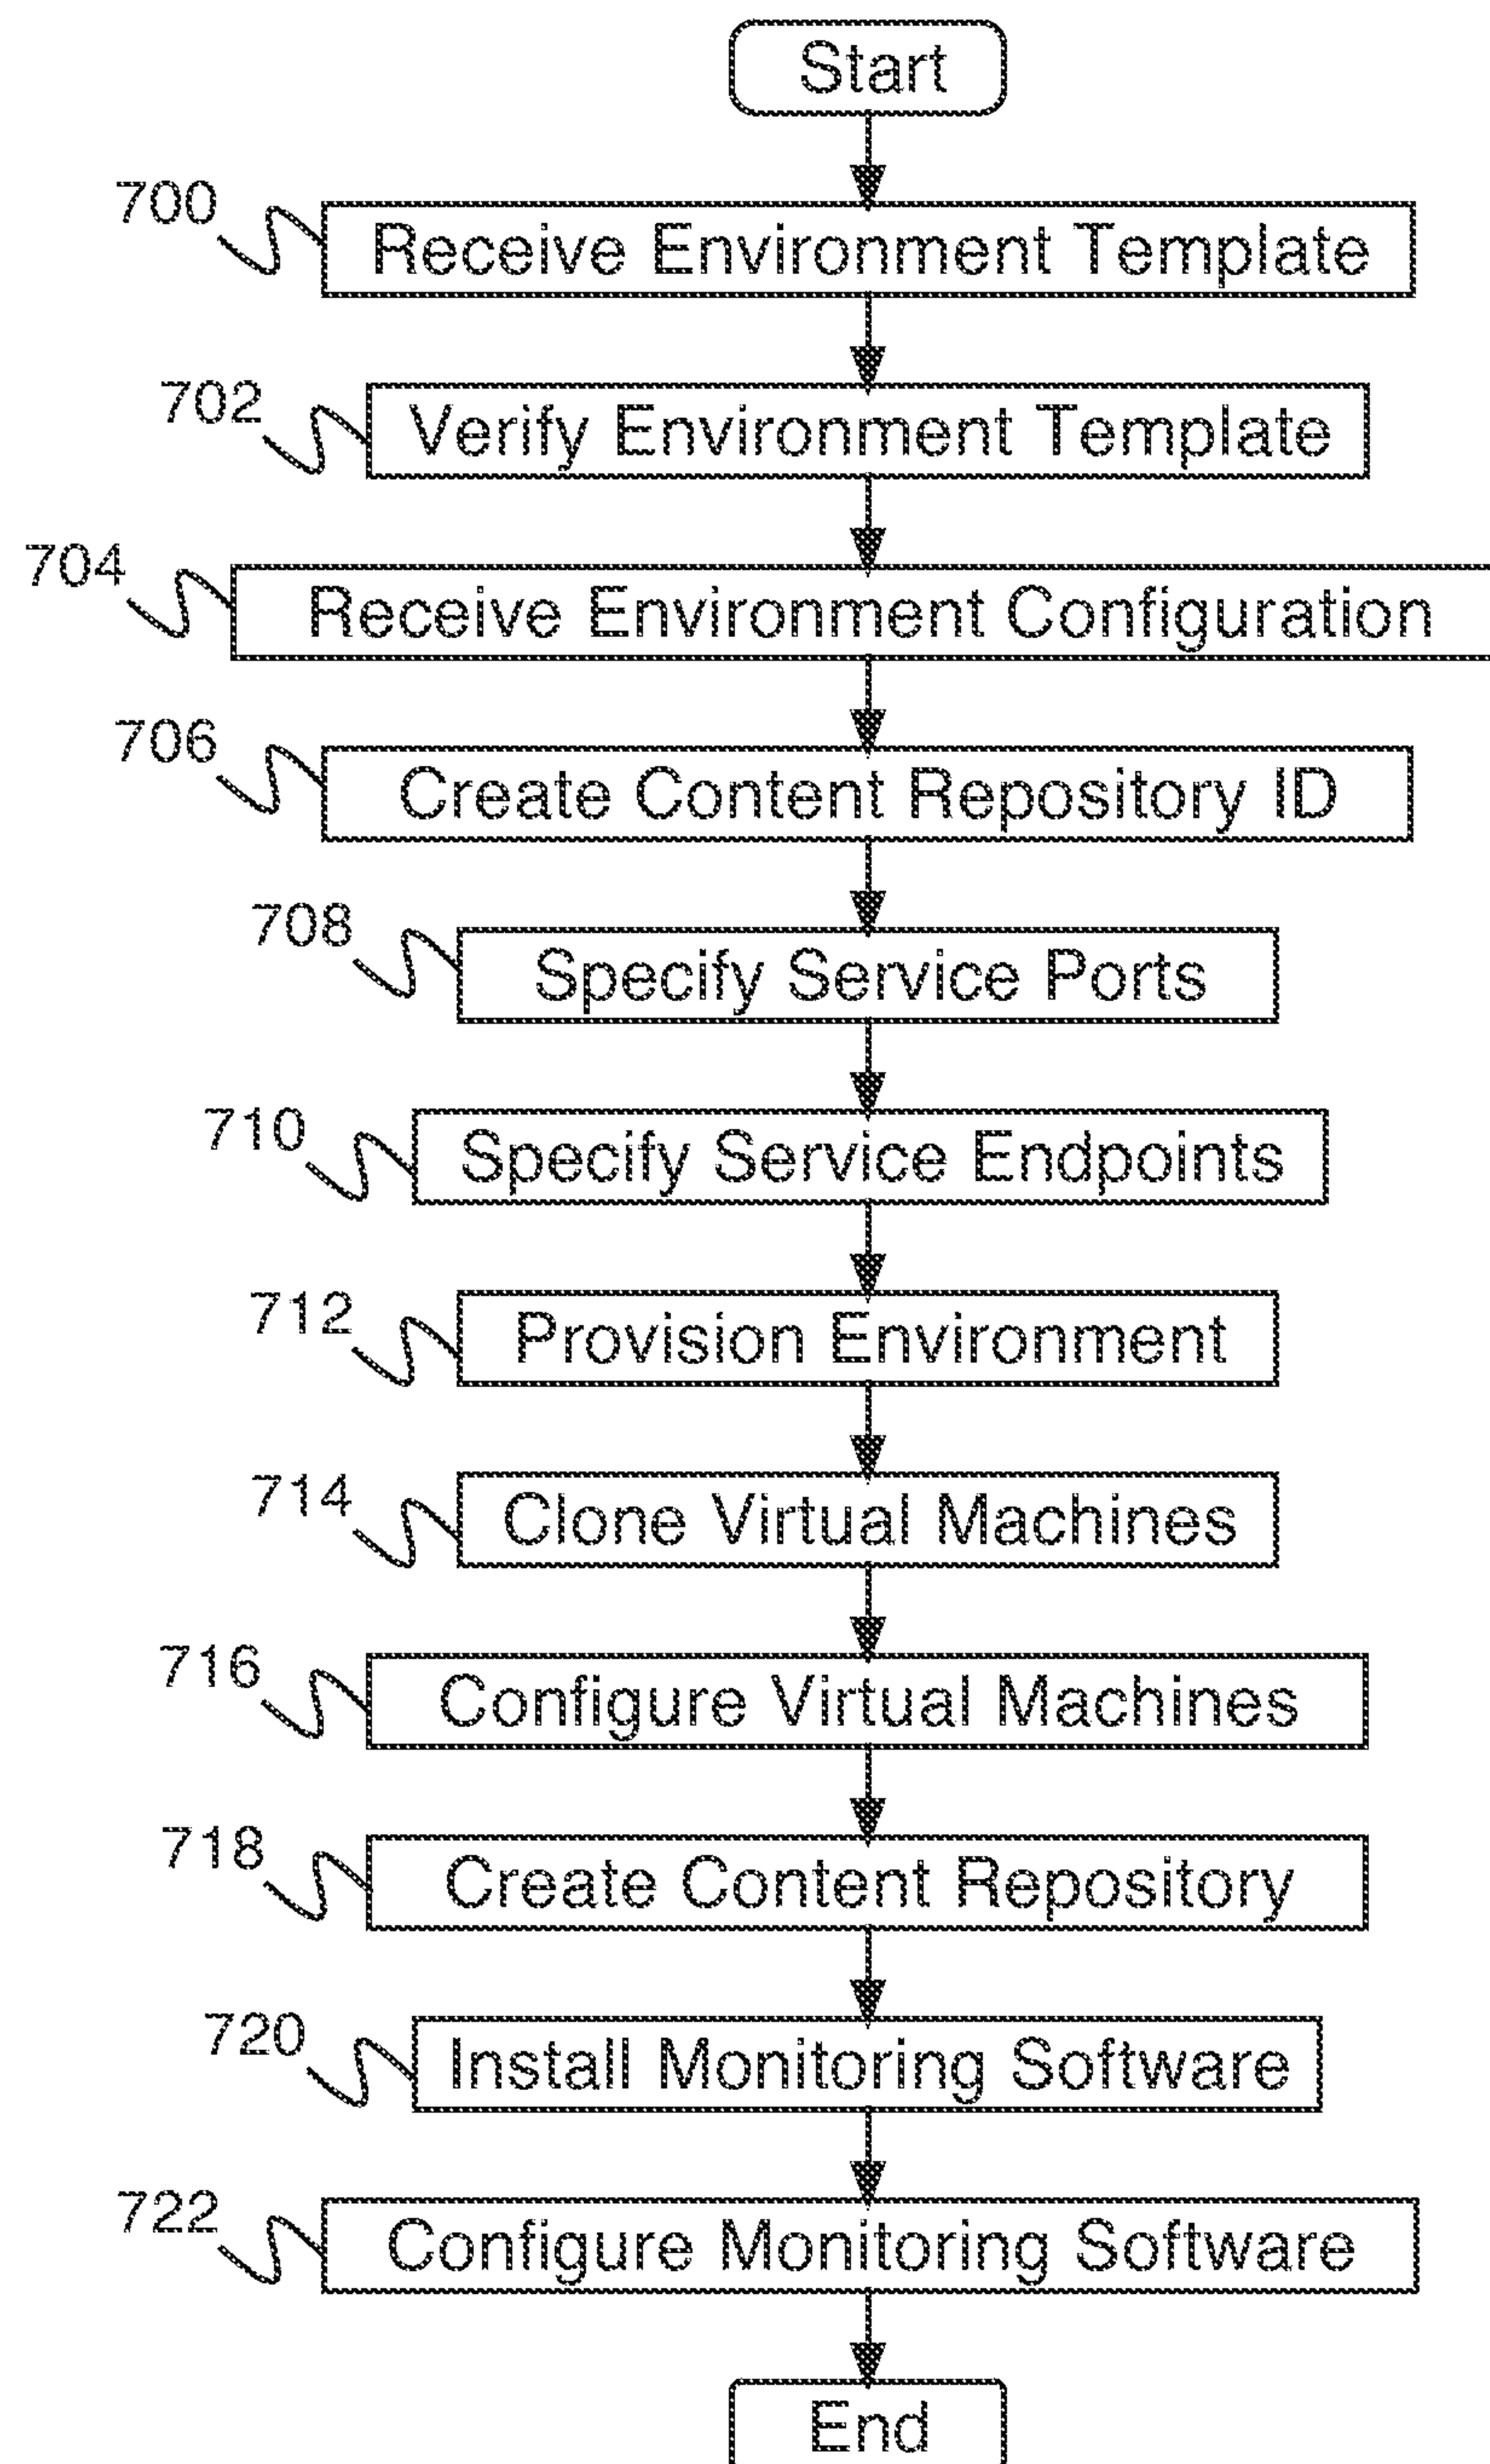 Start
700
Receive Environment Template
702
Verify Environment Template
704
Receive Environment Configuration
706
Create Content Repository ID
708
Specify Service Ports
710
Specify Service Endpoints
712
Provision Environment
714
Clone Virtual Machines
716
Configure Virtual Machines
718
Create Content Repository
720
Install Monitoring Software
722
Configure Monitoring Software
End